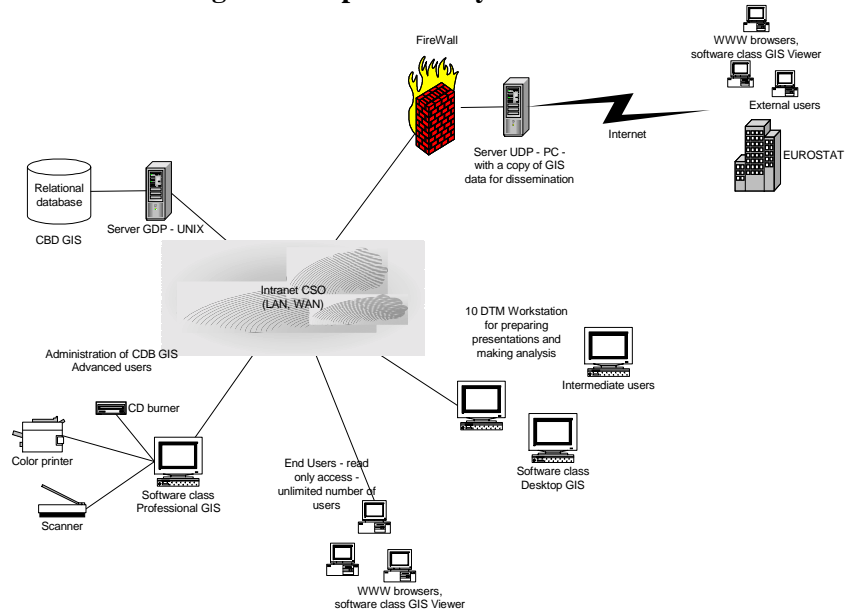 FireWall
WWW browsers,
software class GIS Viewer
External users
Internet
EUROSTAT
Server UDP - PC -
with a copy of GIS
data for dissemination
Relational
database
CBD GIS
Server GDP - UNIX
Intranet CSO
(LAN, WAN)
10 DTM Workstation
for preparing
presentations and
making analysis
Intermediate users
Software class
Desktop GIS
Administration of CDB GIS
Advanced users
CD burner
Color printer
Scanner
Software class
Professional GIS
End Users - read
only access -
unlimited number of
users
WWW browsers,
software class GIS Viewer